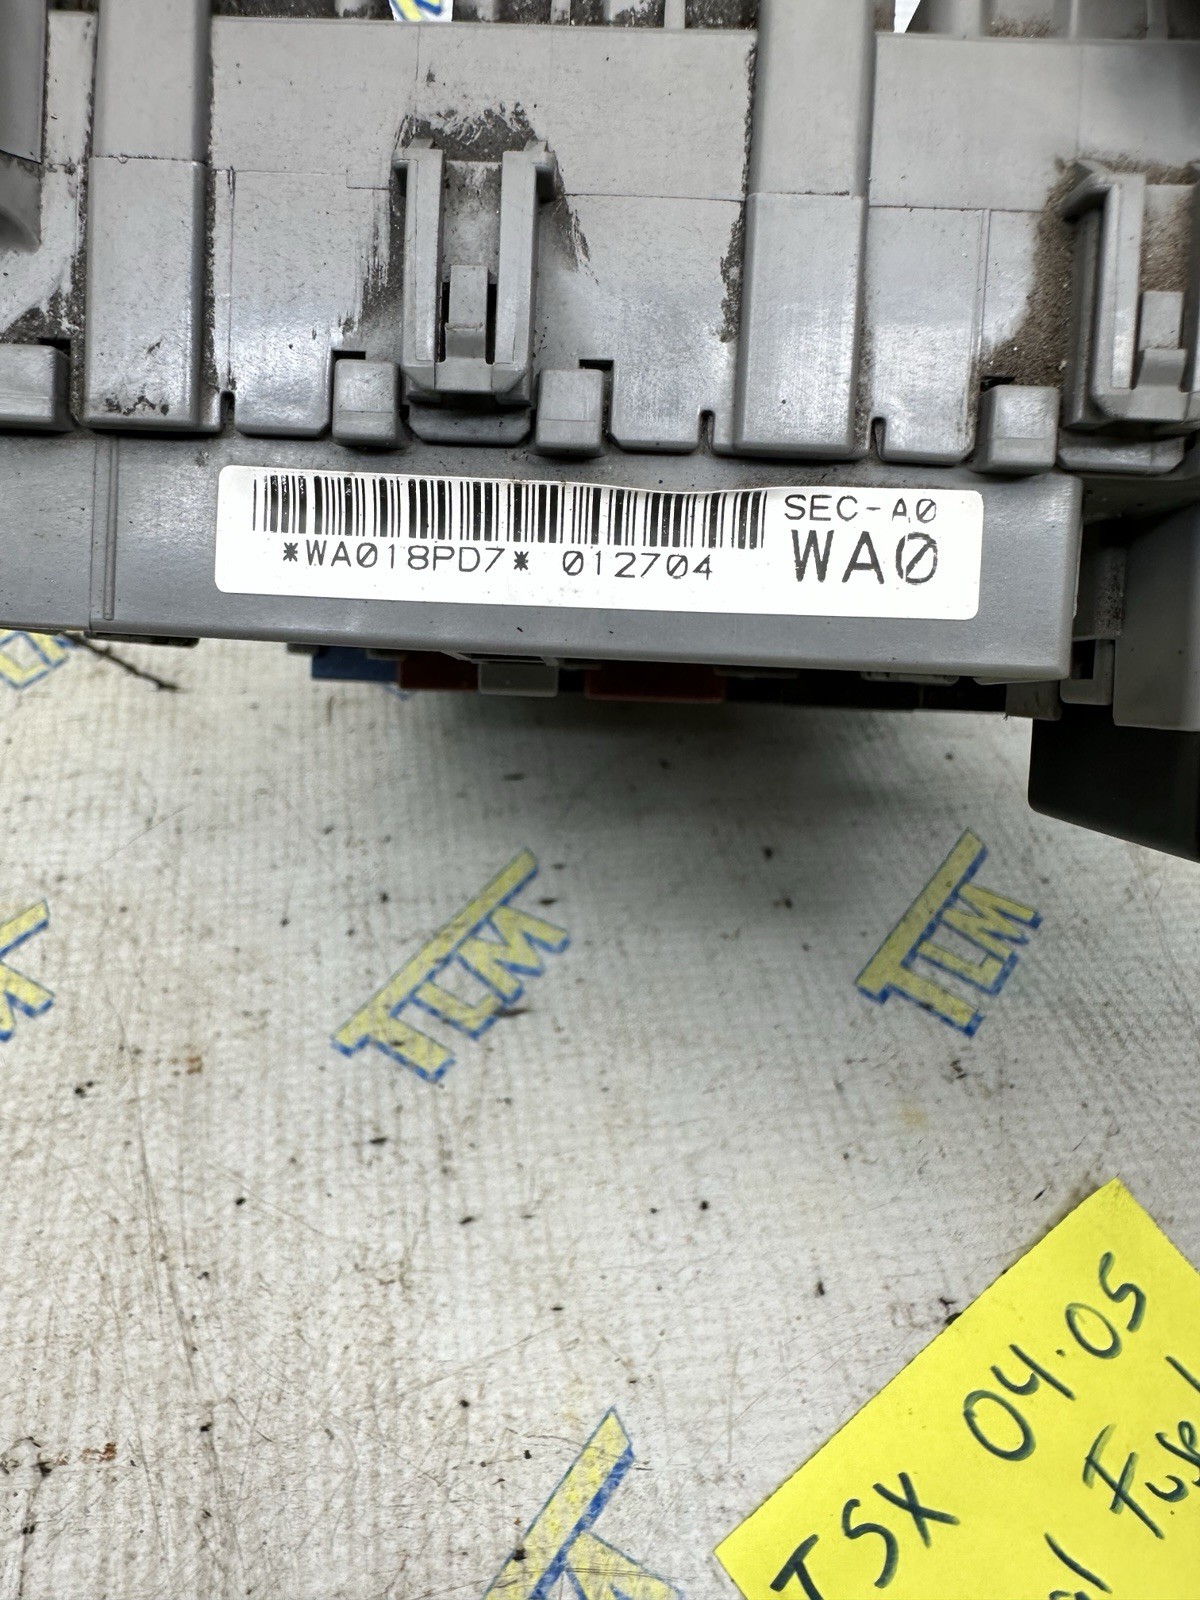 SEC-A0
*WA018PD7* 012704 WA0
TLM
TLM
TSX 04.05
Fuse